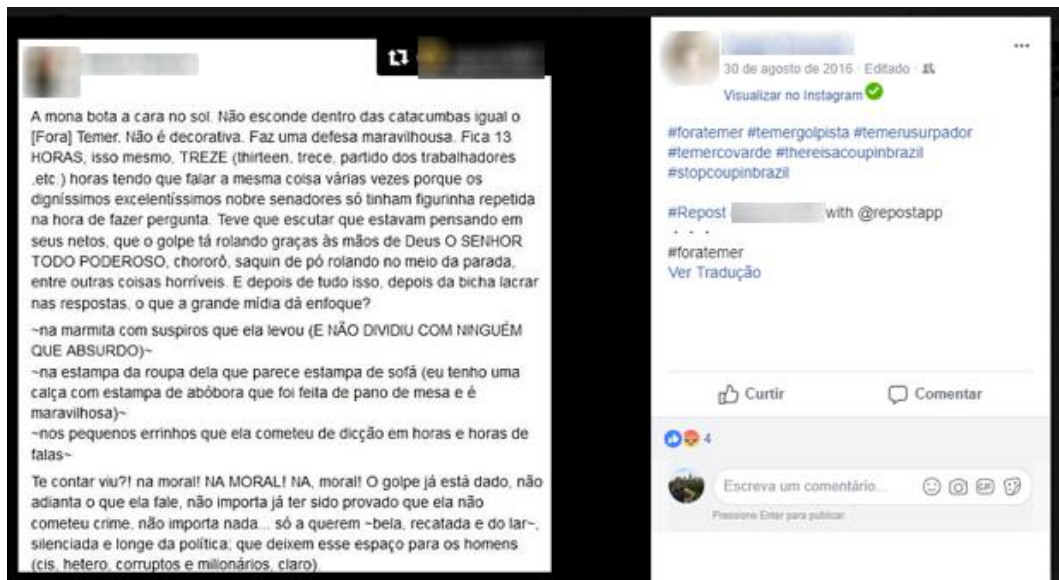 A mona bota a cara no sol. Não esconde dentro das catacumbas igual o
[Fora] Temer. Não é decorativa. Faz uma defesa maravilhousa. Fica 13
HORAS, isso mesmo, TREZE (thirteen, trece, partido dos trabalhadores
,etc.) horas tendo que falar a mesma coisa várias vezes porque os
digníssimos excelentíssimos nobre senadores só tinham figurinha repetida
na hora de fazer pergunta. Teve que escutar que estavam pensando em
seus netos, que o golpe tá rolando graças às mãos de Deus O SENHOR
TODO PODEROSO, chororô, saquin de pó rolando no meio da parada,
entre outras coisas horríveis. E depois de tudo isso, depois da bicha lacrar
nas respostas, o que a grande mídia dá enfoque?
~na marmita com suspiros que ela levou (E NÃO DIVIDIU COM NINGUÉM
QUE ABSURDO)~
~na estampa da roupa dela que parece estampa de sofá (eu tenho uma
calça com estampa de abóbora que foi feita de pano de mesa e é
maravilhosa)~
~nos pequenos errinhos que ela cometeu de dicção em horas e horas de
falas~
Te contar viu?! na moral! NA MORAL! NA, moral! O golpe já está dado, não
adianta o que ela fale, não importa já ter sido provado que ela não
cometeu crime, não importa nada... só a querem ~bela, recatada e do lar~,
silenciada e longe da política: que deixem esse espaço para os homens
(cis, hetero, corruptos e milionários, claro).
30 de agosto de 2016 · Editado ·
Visualizar no Instagram
#foratemer #temergolpista #temerusurpador
#temercovarde #thereisacoupinbrazil
#stopcoupinbrazil
#Repost with @repostapp
· · ·
#foratemer
Ver Tradução
Curtir Comentar
4
Escreva um comentário... GIF
Pressione Enter para publicar.